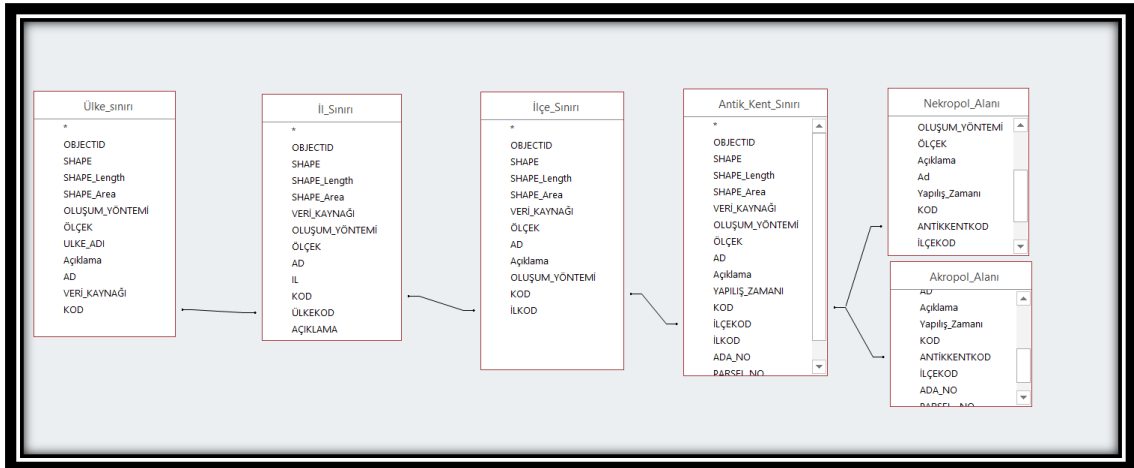 Ülke_sınırı
*
OBJECTID
SHAPE
SHAPE_Length
SHAPE_Area
OLUŞUM_YÖNTEMİ
ÖLÇEK
ULKE_ADI
Açıklama
AD
VERİ_KAYNAĞI
KOD
İl_Sınırı
*
OBJECTID
SHAPE
SHAPE_Length
SHAPE_Area
VERİ_KAYNAĞI
OLUŞUM_YÖNTEMİ
ÖLÇEK
AD
IL
KOD
ÜLKEKOD
AÇIKLAMA
İlçe_Sınırı
*
OBJECTID
SHAPE
SHAPE_Length
SHAPE_Area
VERİ_KAYNAĞI
ÖLÇEK
AD
Açıklama
OLUŞUM_YÖNTEMİ
KOD
İLKOD
Antik_Kent_Sınırı
*
OBJECTID
SHAPE
SHAPE_Length
SHAPE_Area
VERİ_KAYNAĞI
OLUŞUM_YÖNTEMİ
ÖLÇEK
AD
Açıklama
YAPILIŞ_ZAMANI
KOD
İLÇEKOD
İLKOD
ADA_NO
PARSEL_NO
Nekropol_Alanı
OLUŞUM_YÖNTEMİ
ÖLÇEK
Açıklama
Ad
Yapılış_Zamanı
KOD
ANTİKKENTKOD
İLÇEKOD
Akropol_Alanı
AD
Açıklama
Yapılış_Zamanı
KOD
ANTİKKENTKOD
İLÇEKOD
ADA_NO
PARSEL_NO